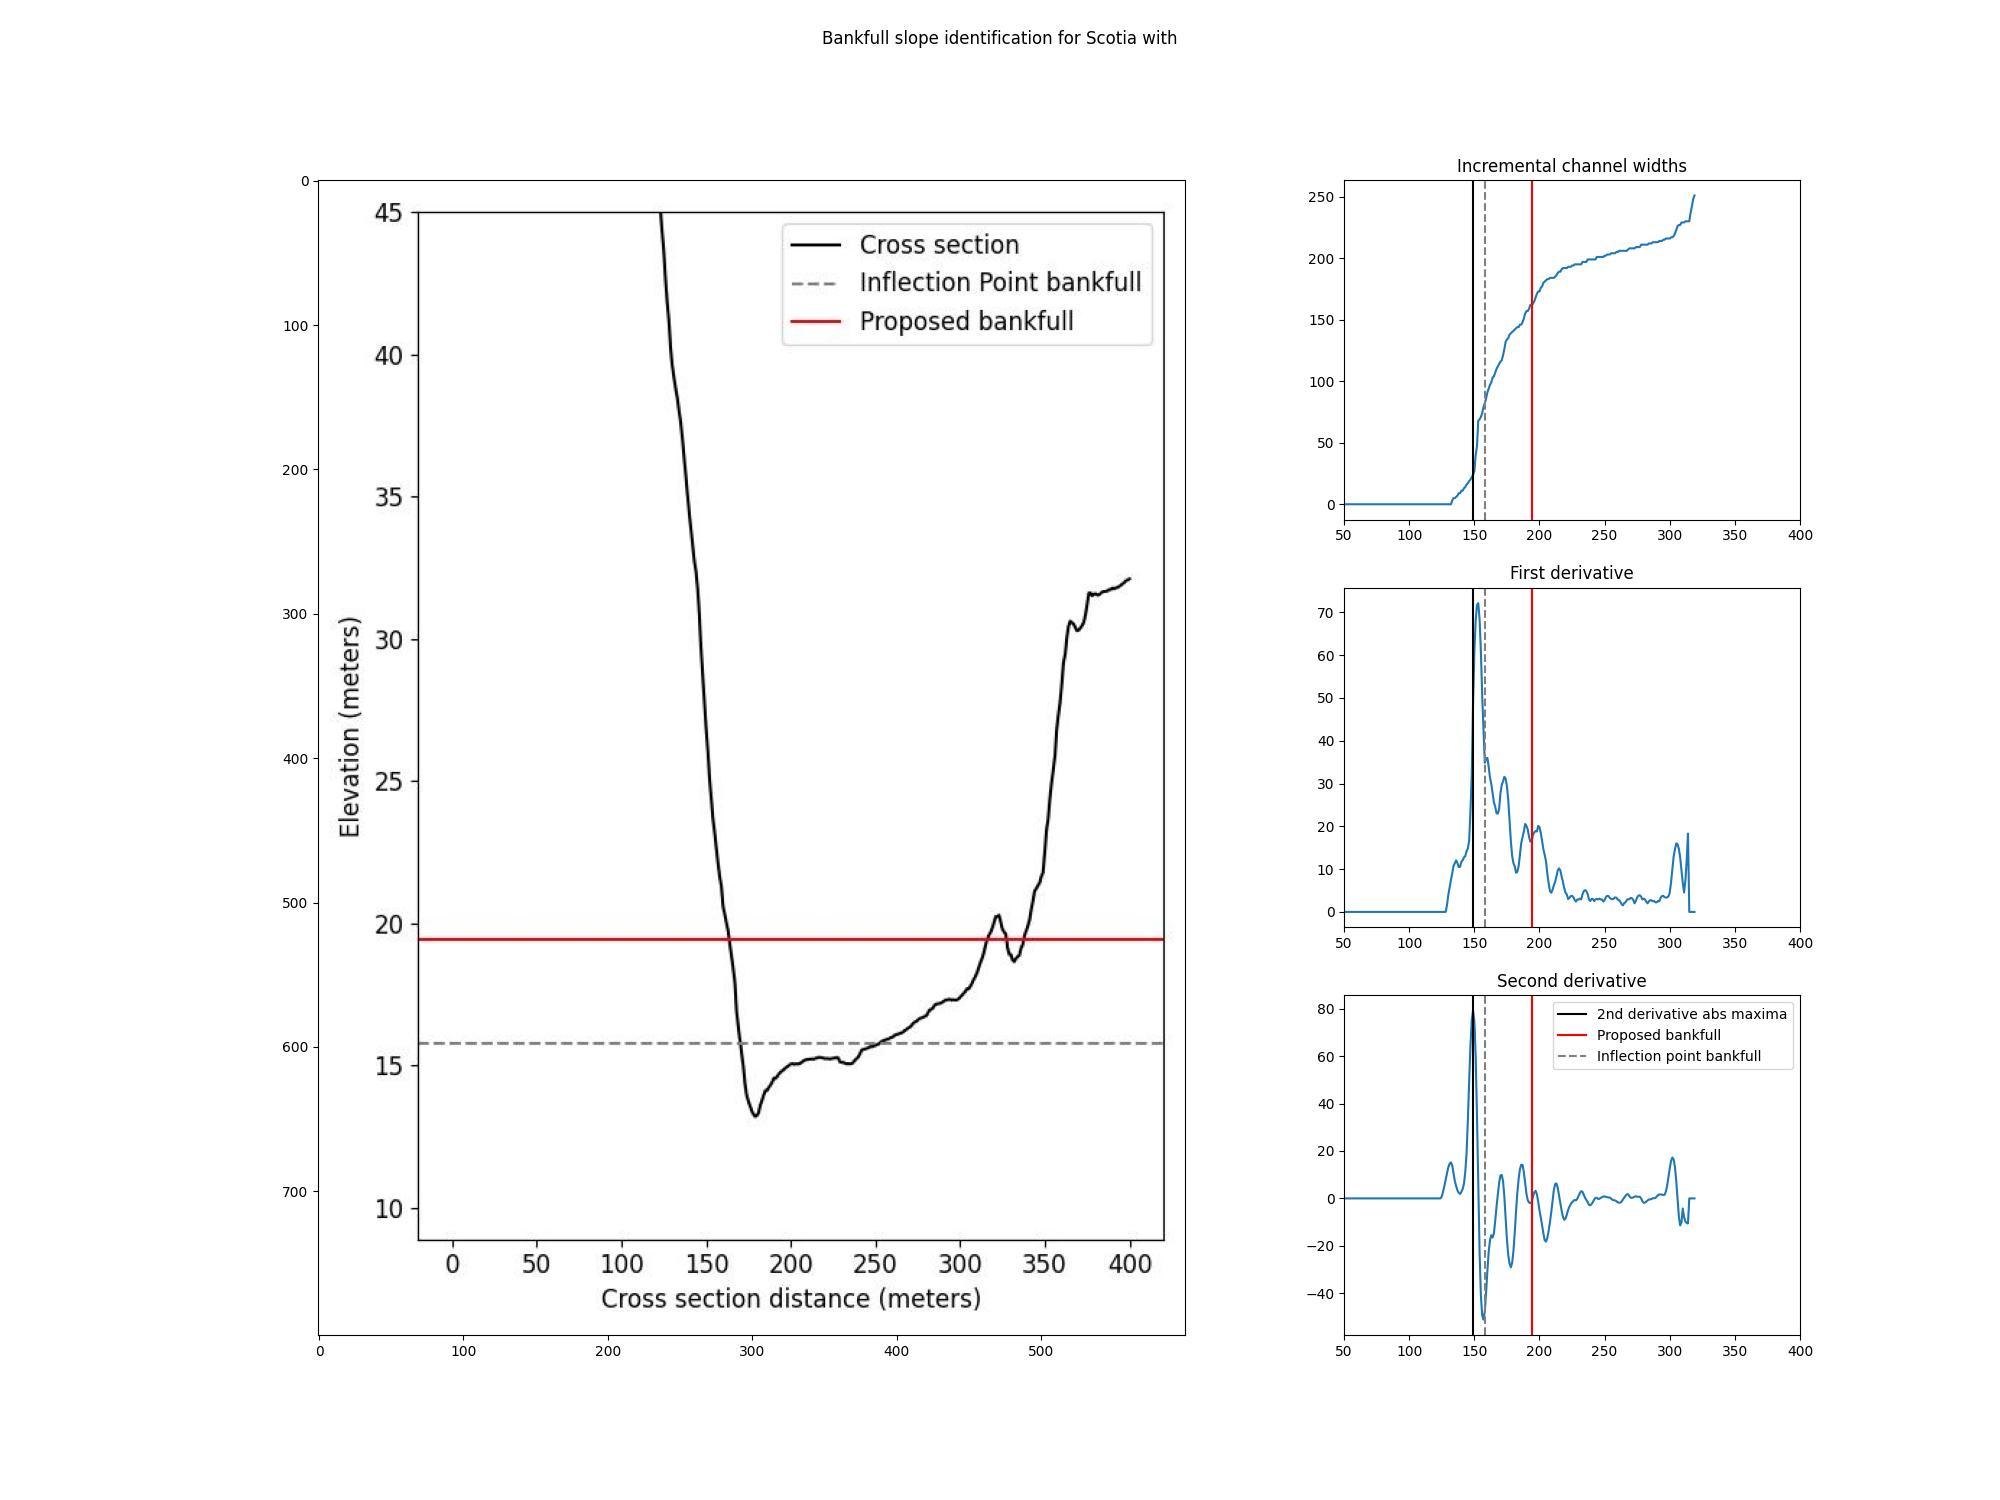 Bankfull slope identification for Scotia with
0
100
200
300
400
500
600
700
45
40
35
30
25
20
15
10
Elevation (meters)
Cross section
Inflection Point bankfull
Proposed bankfull
0 50 100 150 200 250 300 350 400
Cross section distance (meters)
0 100 200 300 400 500
Incremental channel widths
250
200
150
100
50
0
50 100 150 200 250 300 350 400
First derivative
70
60
50
40
30
20
10
0
50 100 150 200 250 300 350 400
Second derivative
80
60
40
20
0
−20
−40
2nd derivative abs maxima
Proposed bankfull
Inflection point bankfull
50 100 150 200 250 300 350 400